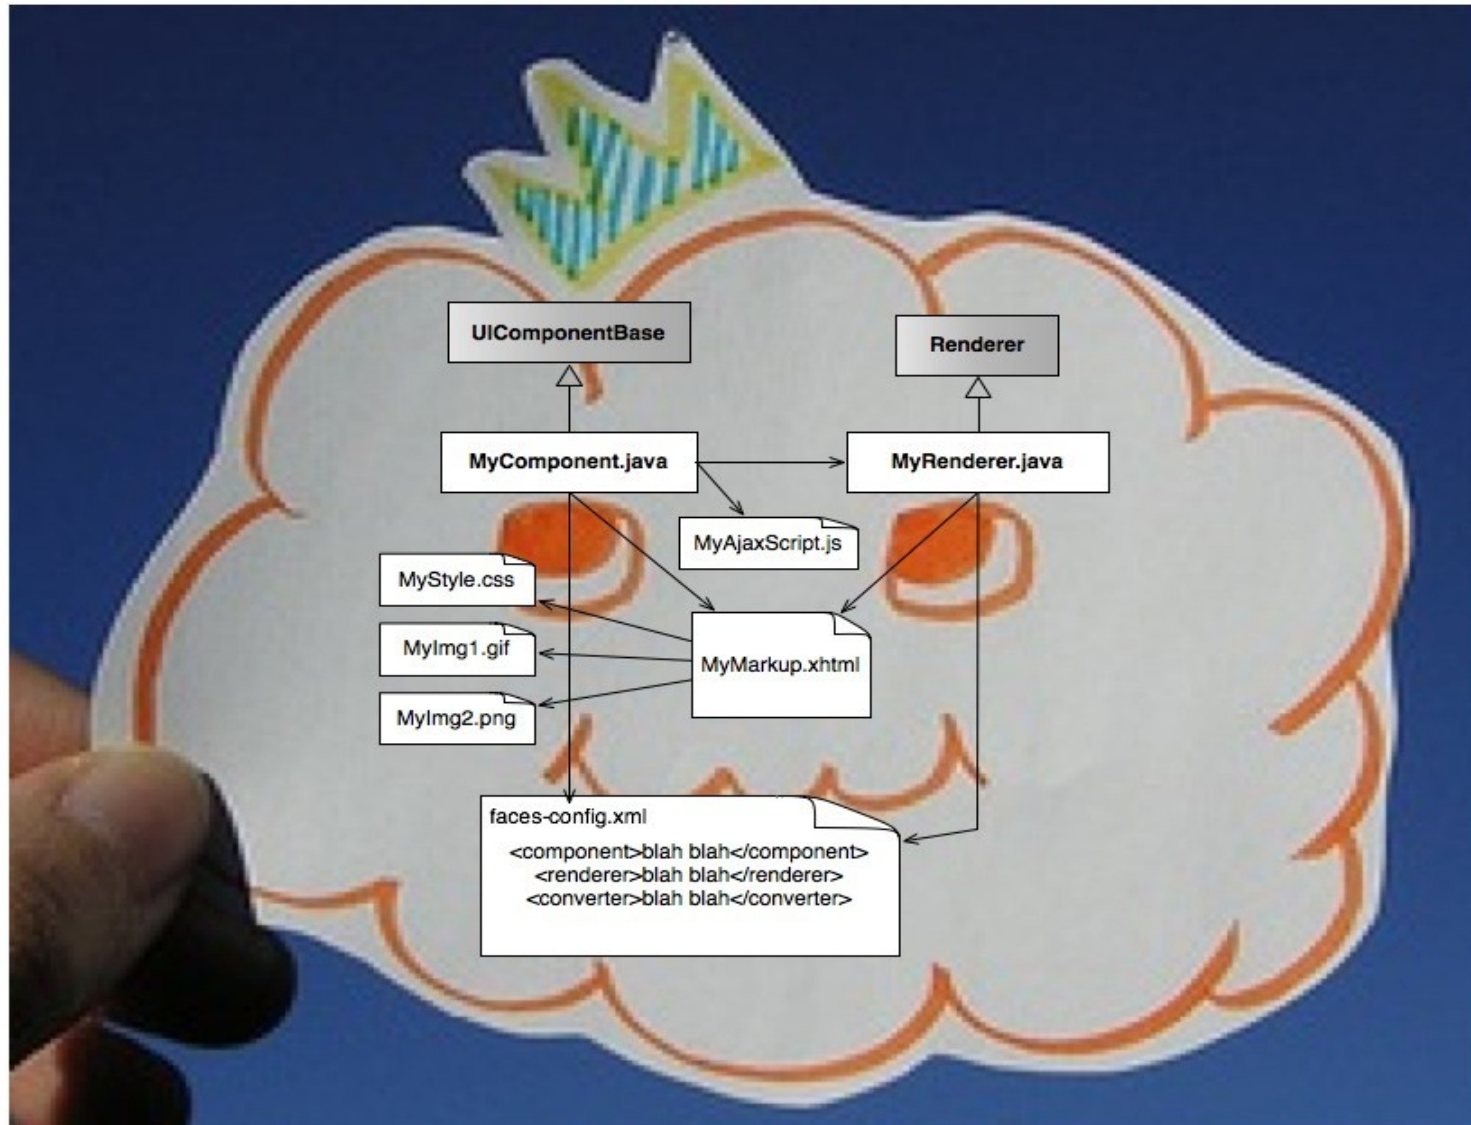 UIComponentBase
Renderer
MyComponent.java
MyRenderer.java
MyAjaxScript.js
MyStyle.css
MyImg1.gif
MyMarkup.xhtml
MyImg2.png
faces-config.xml
<component>blah blah</component>
<renderer>blah blah</renderer>
<converter>blah blah</converter>